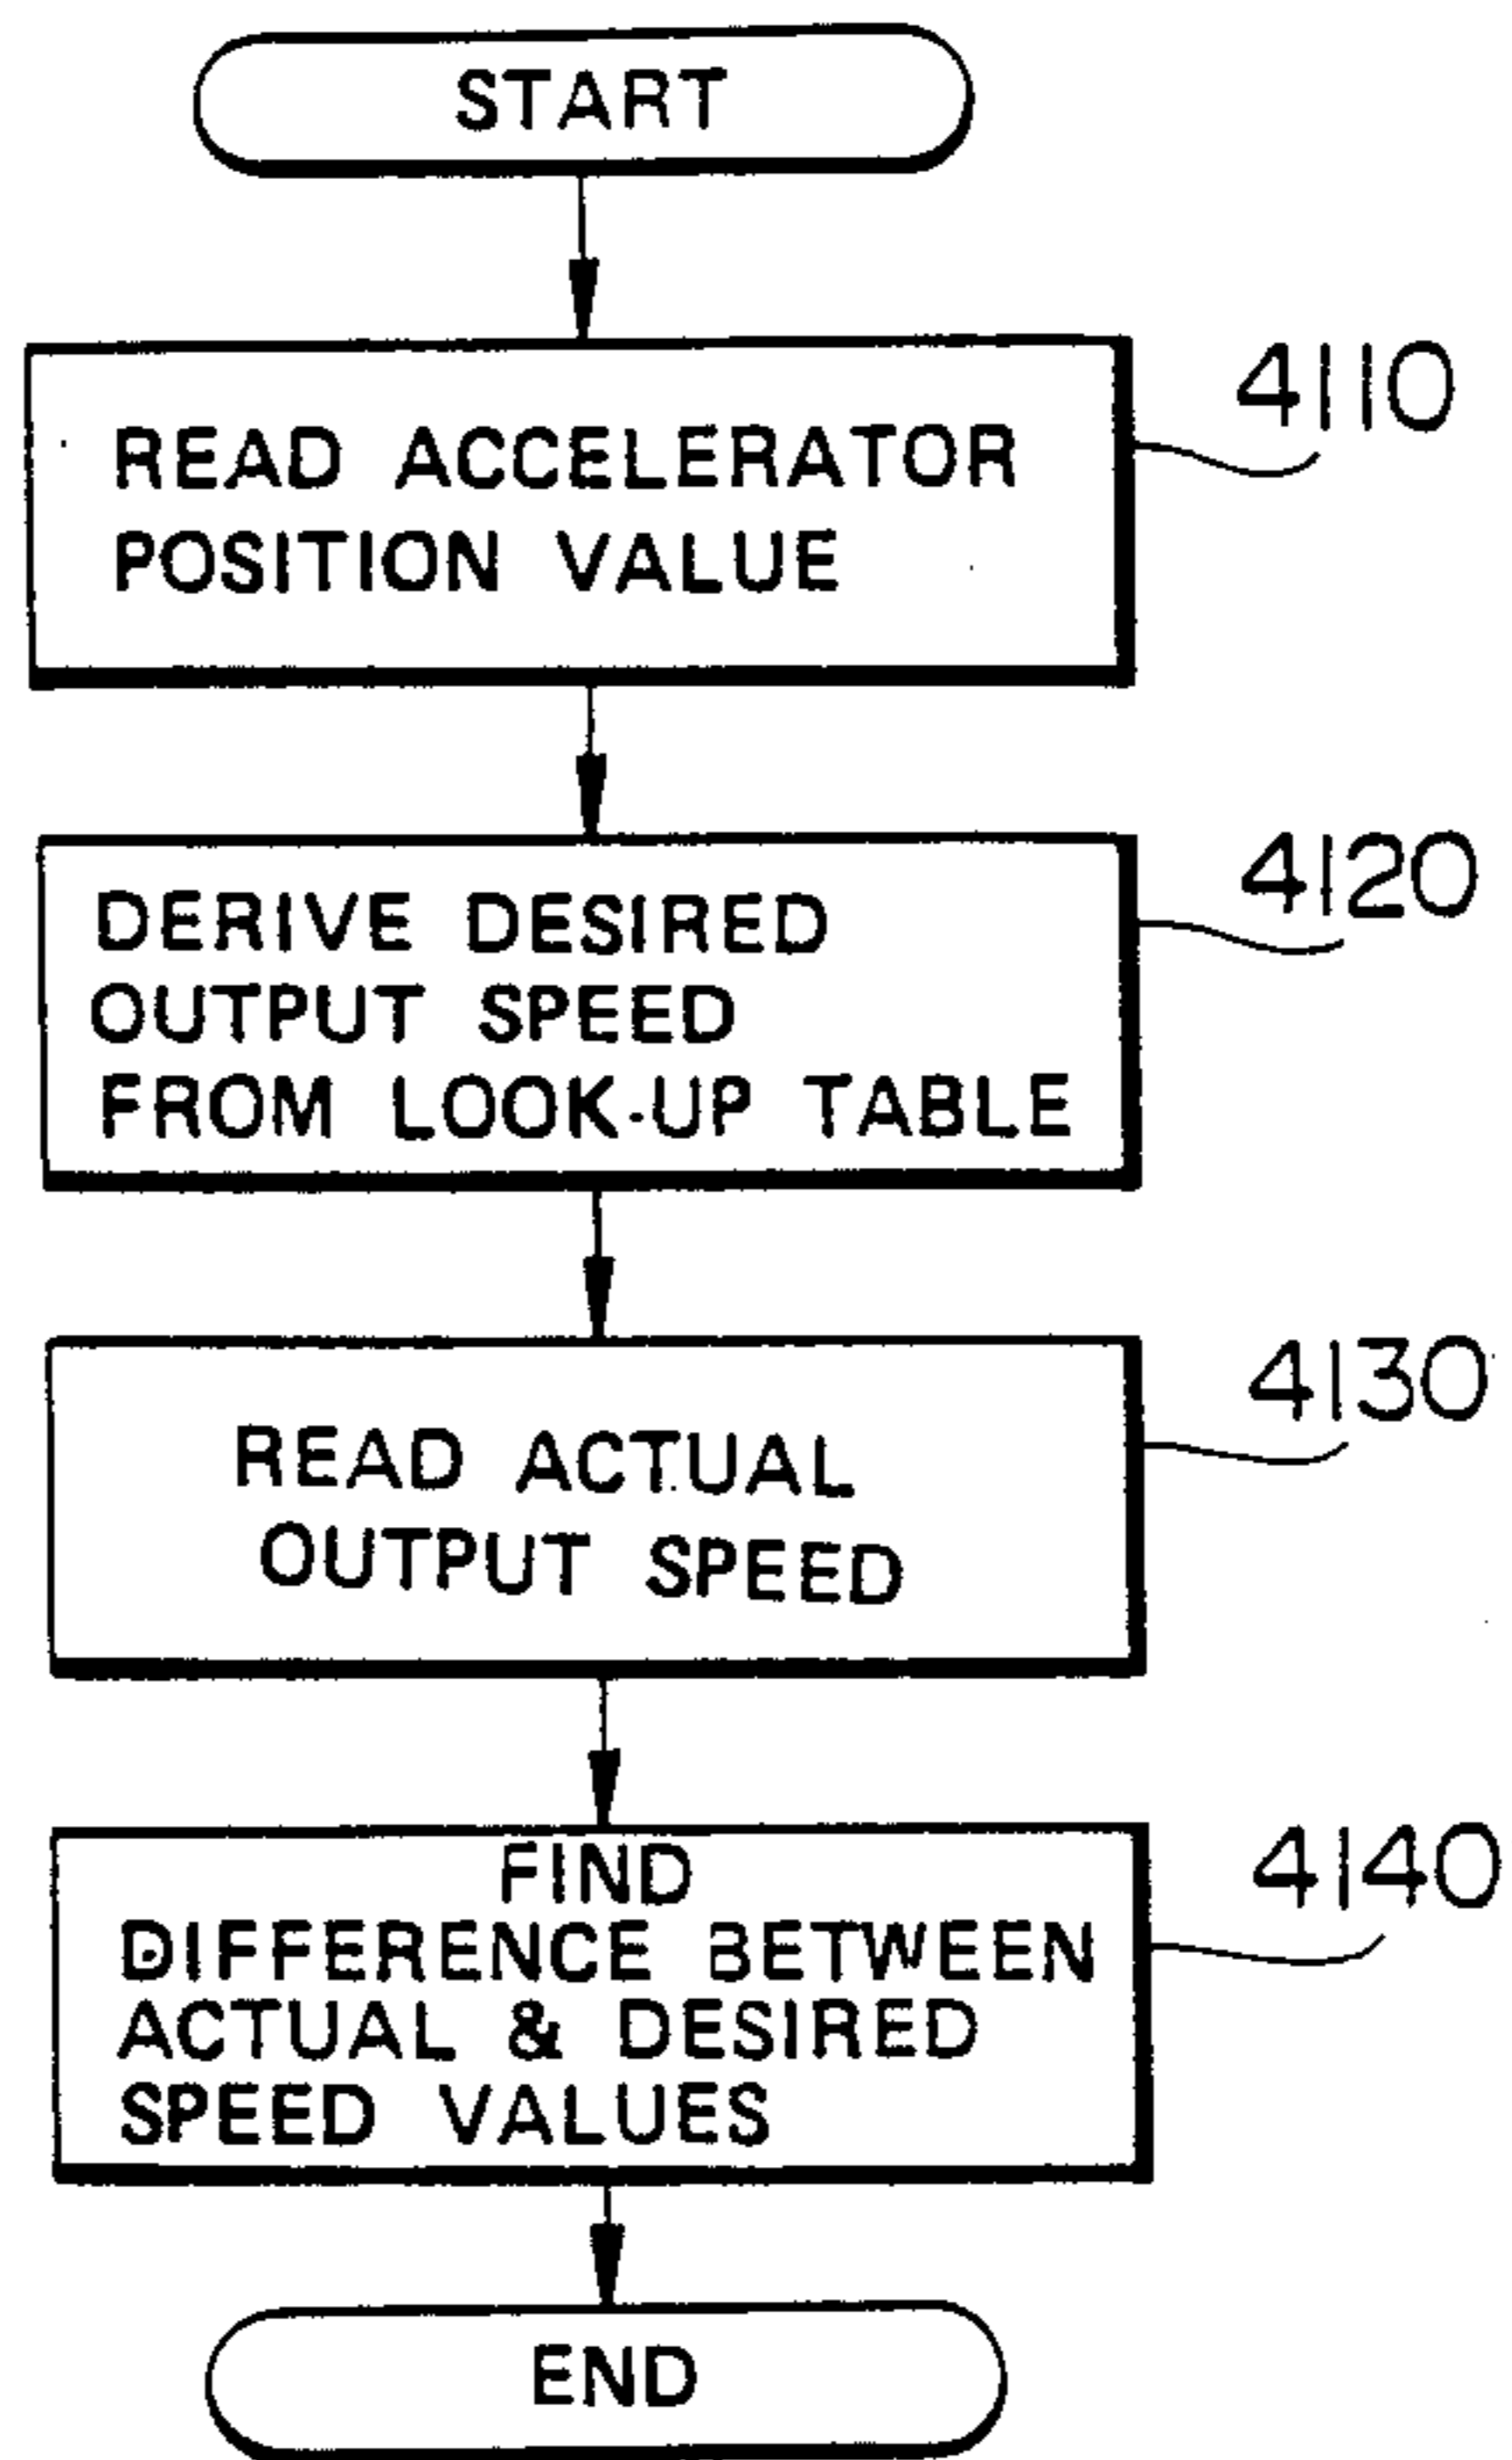 START
READ ACCELERATOR
POSITION VALUE
4110
DERIVE DESIRED
OUTPUT SPEED
FROM LOOK-UP TABLE
4120
READ ACTUAL
OUTPUT SPEED
4130
FIND
DIFFERENCE BETWEEN
ACTUAL & DESIRED
SPEED VALUES
4140
END